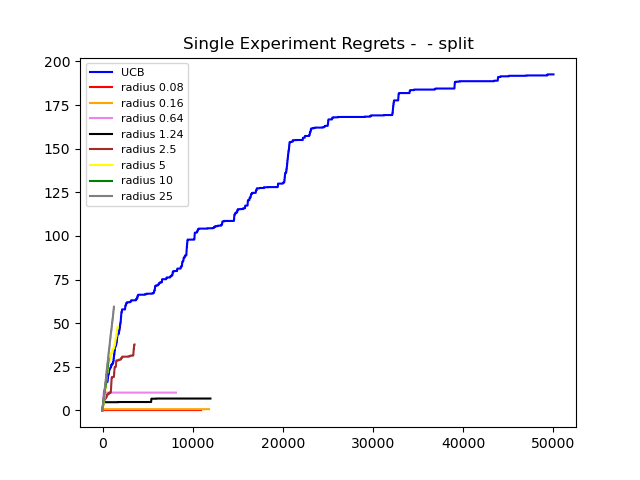 Single Experiment Regrets -  - split
UCB
radius 0.08
radius 0.16
radius 0.64
radius 1.24
radius 2.5
radius 5
radius 10
radius 25
200
175
150
125
100
75
50
25
0
0 10000 20000 30000 40000 50000